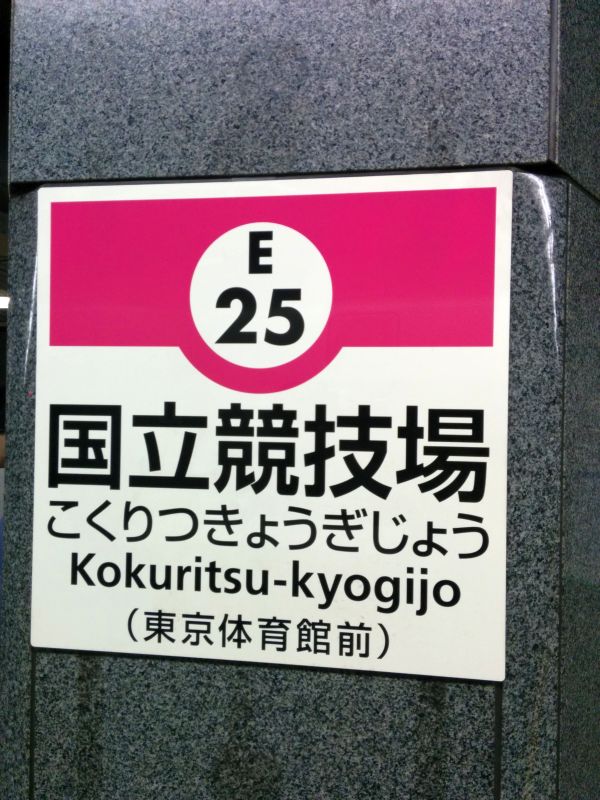 E
25
国立競技場
こくりつきょうぎじょう
Kokuritsu-kyogijo
（東京体育館前）